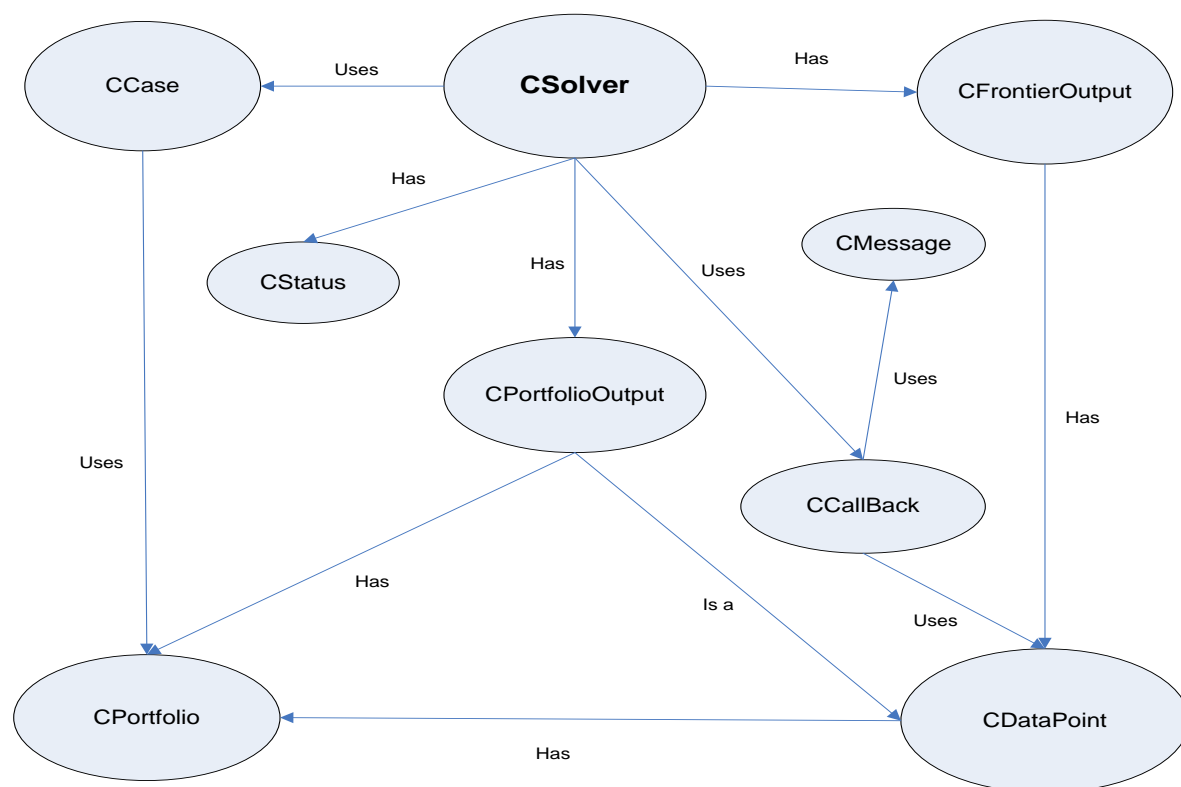 CCase
Uses
CSolver
Has
CFrontierOutput
Has
CStatus
Has
Uses
CMessage
CPortfolioOutput
Uses
Has
Uses
CCallBack
Has
Is a
Uses
CPortfolio
Has
CDataPoint